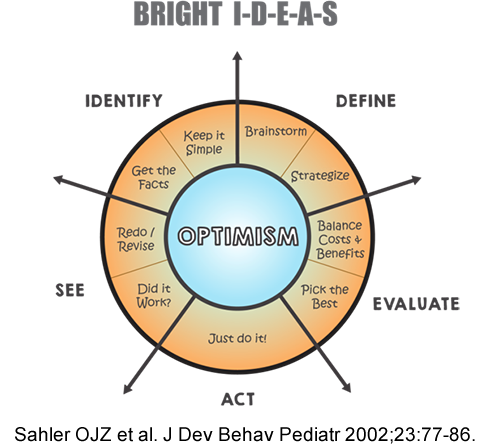 BRIGHT I-D-E-A-S
IDENTIFY
DEFINE
Keep it
Simple
Brainstorm
Get the
Facts
Strategize
Redo /
Revise
OPTIMISM
Balance
Costs &
Benefits
SEE
Did it
Work?
Pick the
Best
EVALUATE
Just do it!
ACT
Sahler OJZ et al. J Dev Behav Pediatr 2002;23:77-86.